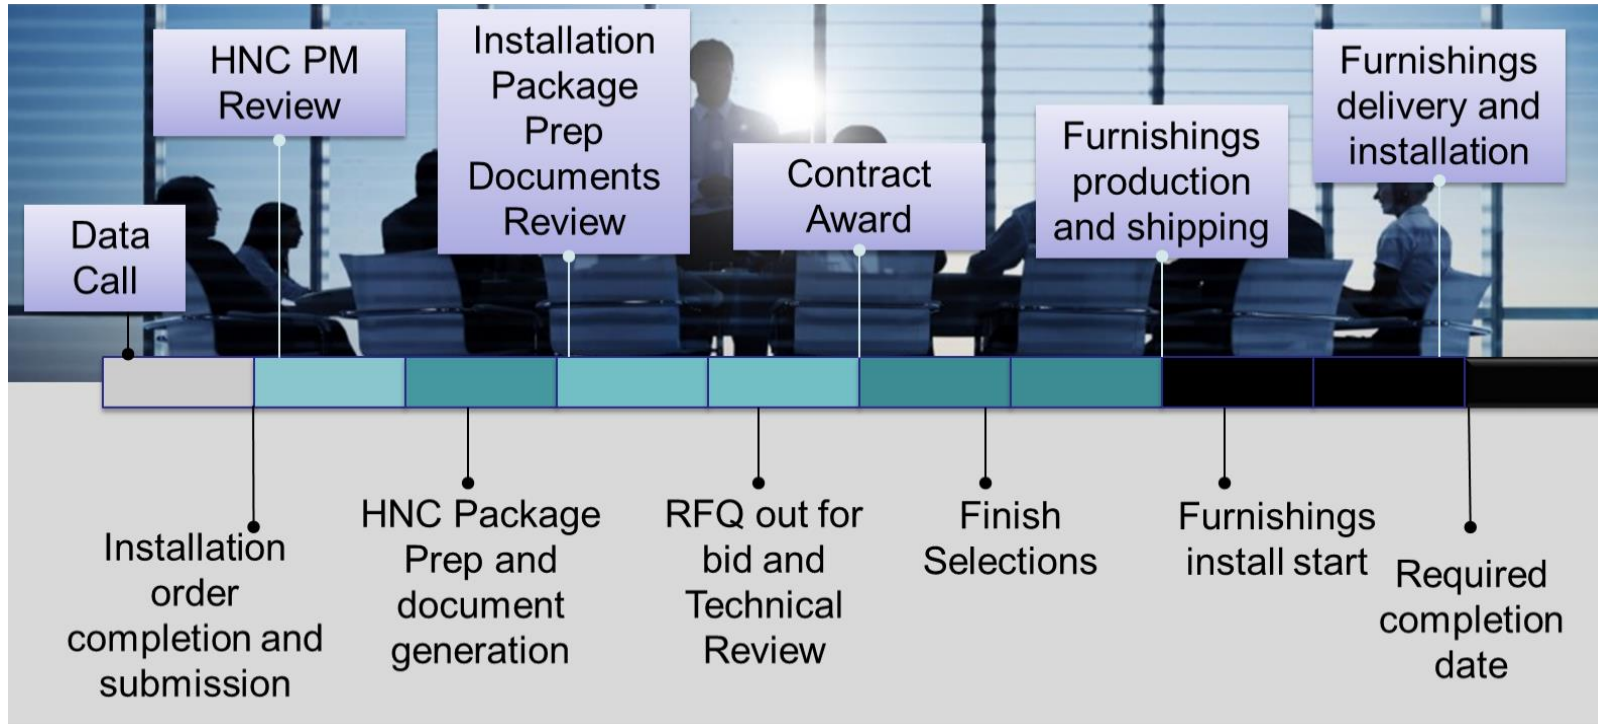 Data
Call
HNC PM
Review
Installation
Package
Prep
Documents
Review
Contract
Award
Furnishings
production
and shipping
Furnishings
delivery and
installation
Installation
order
completion and
submission
HNC Package
Prep and
document
generation
RFQ out for
bid and
Technical
Review
Finish
Selections
Furnishings
install start
Required
completion
date